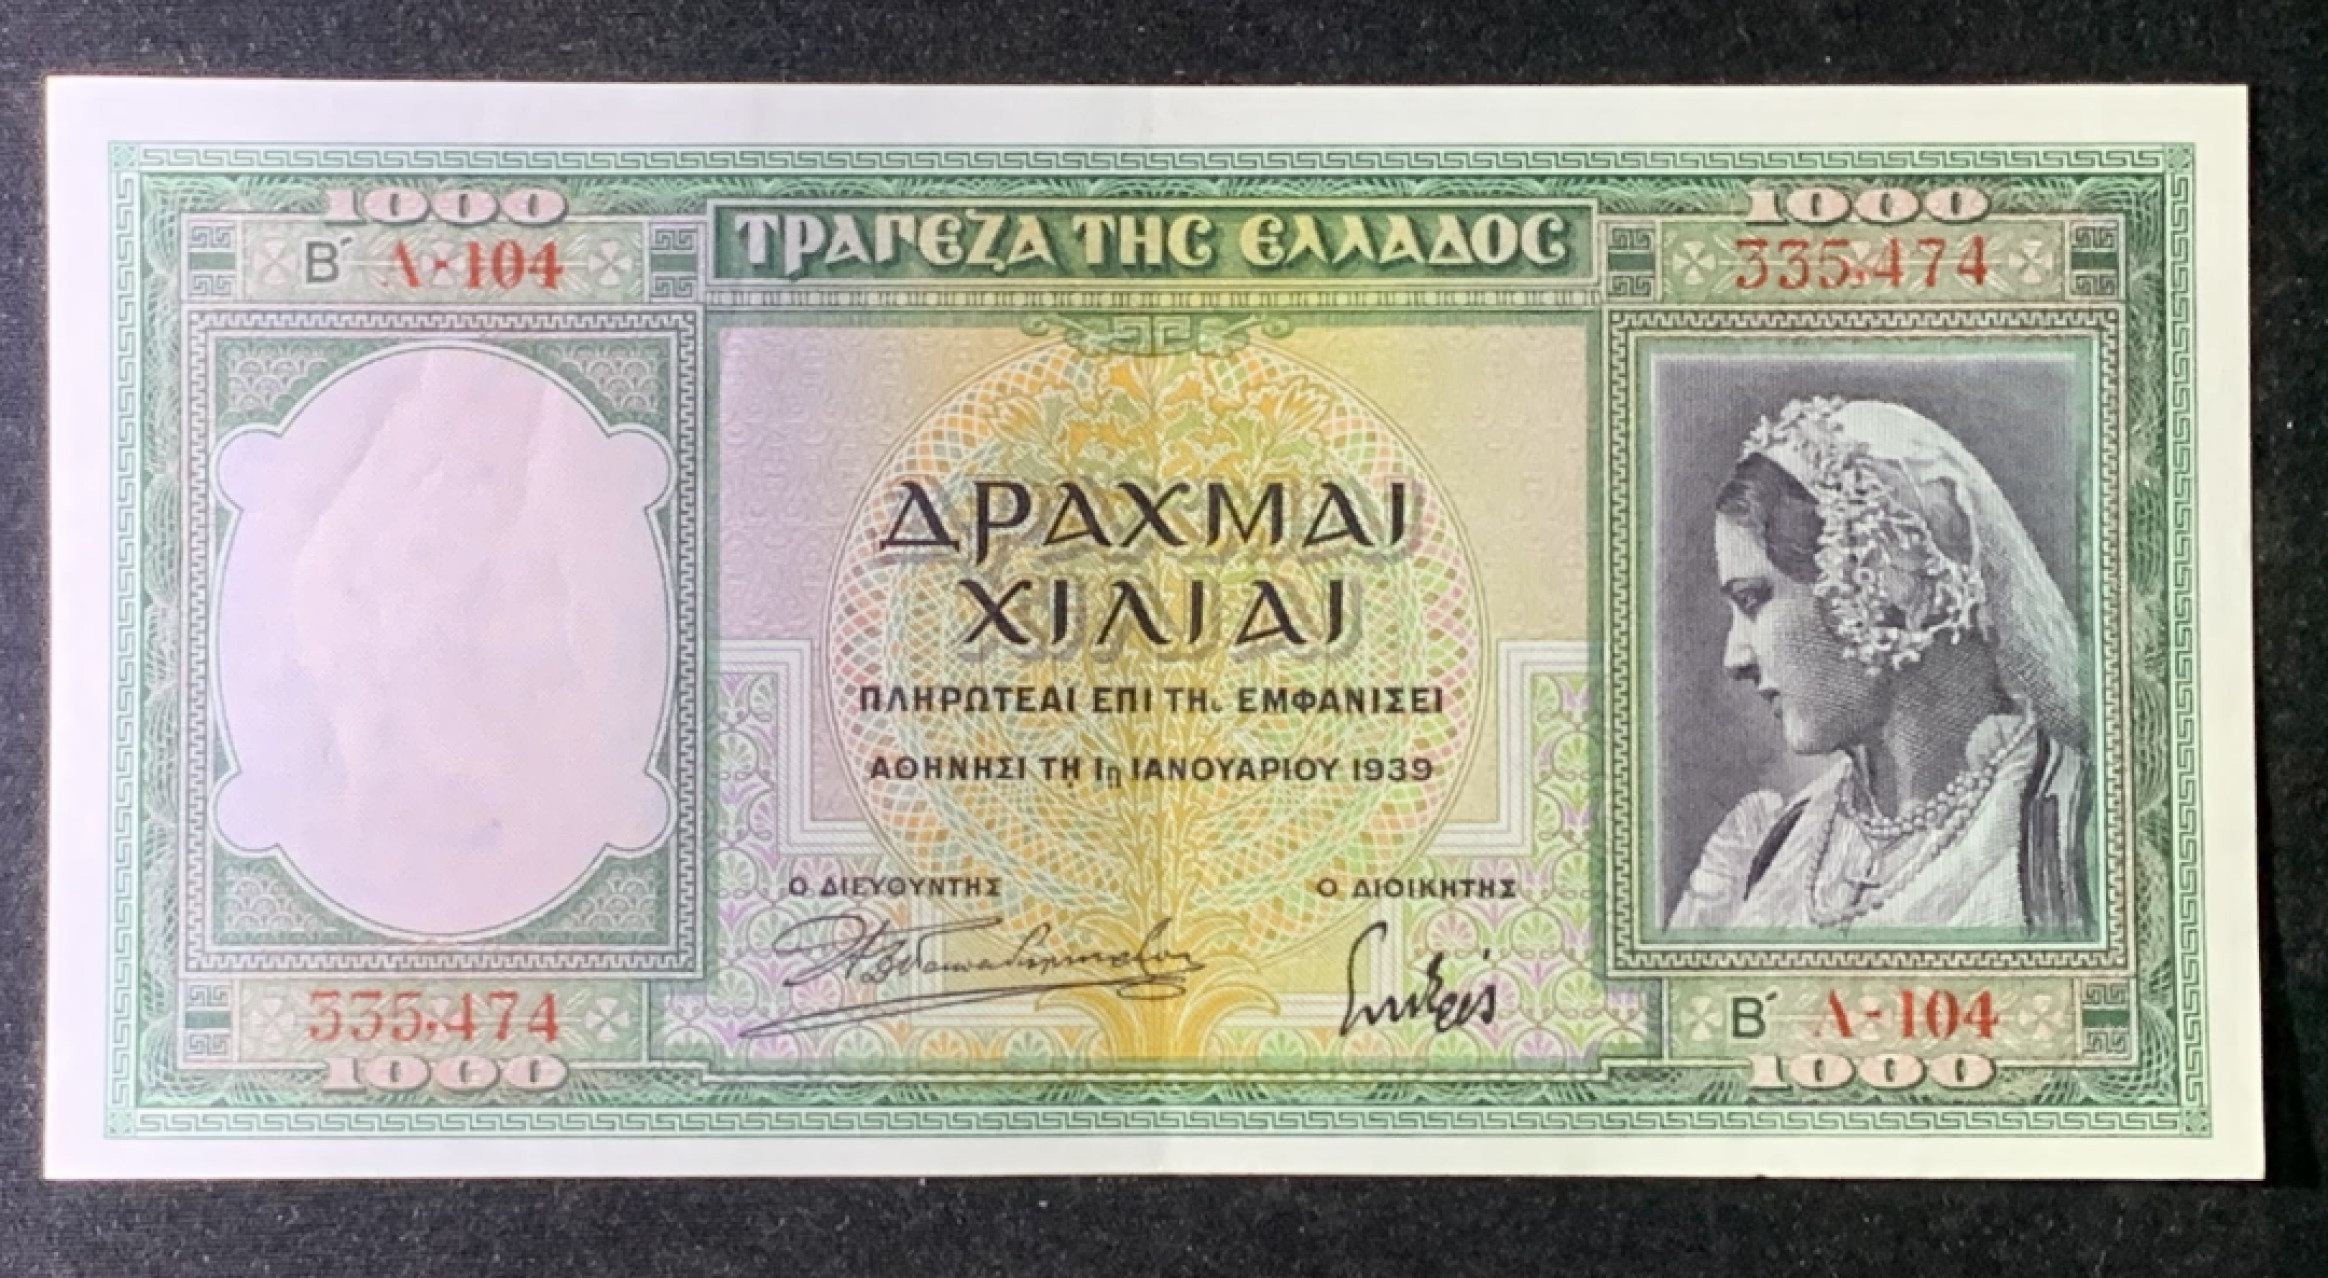 1000 1000
Β΄ Λ-104 ΤΡΑΠΕΖΑ ΤΗΣ ΕΛΛΑΔΟΣ 335,474
ΔΡΑΧΜΑΙ
ΧΙΛΙΑΙ
ΠΛΗΡΩΤΕΑΙ ΕΠΙ ΤΗι ΕΜΦΑΝΙΣΕΙ
ΑΘΗΝΗΣΙ ΤΗ 1η ΙΑΝΟΥΑΡΙΟΥ 1939
Ο ΔΙΕΥΘΥΝΤΗΣ Ο ΔΙΟΙΚΗΤΗΣ
335,474 Β΄ Λ-104
1000 1000